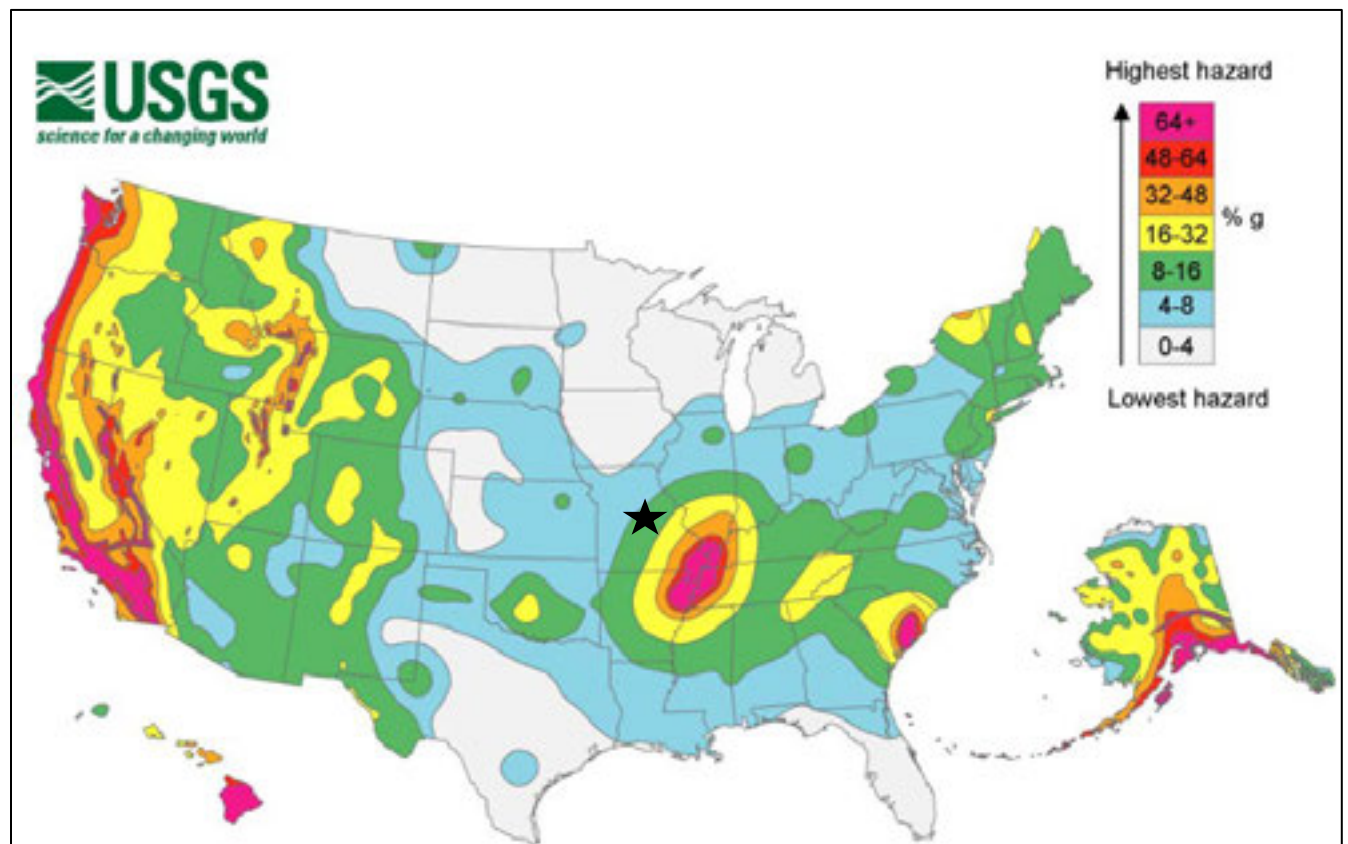 USGS
science for a changing world
Highest hazard
64+
48-64
32-48
16-32
8-16
4-8
0-4
% g
Lowest hazard